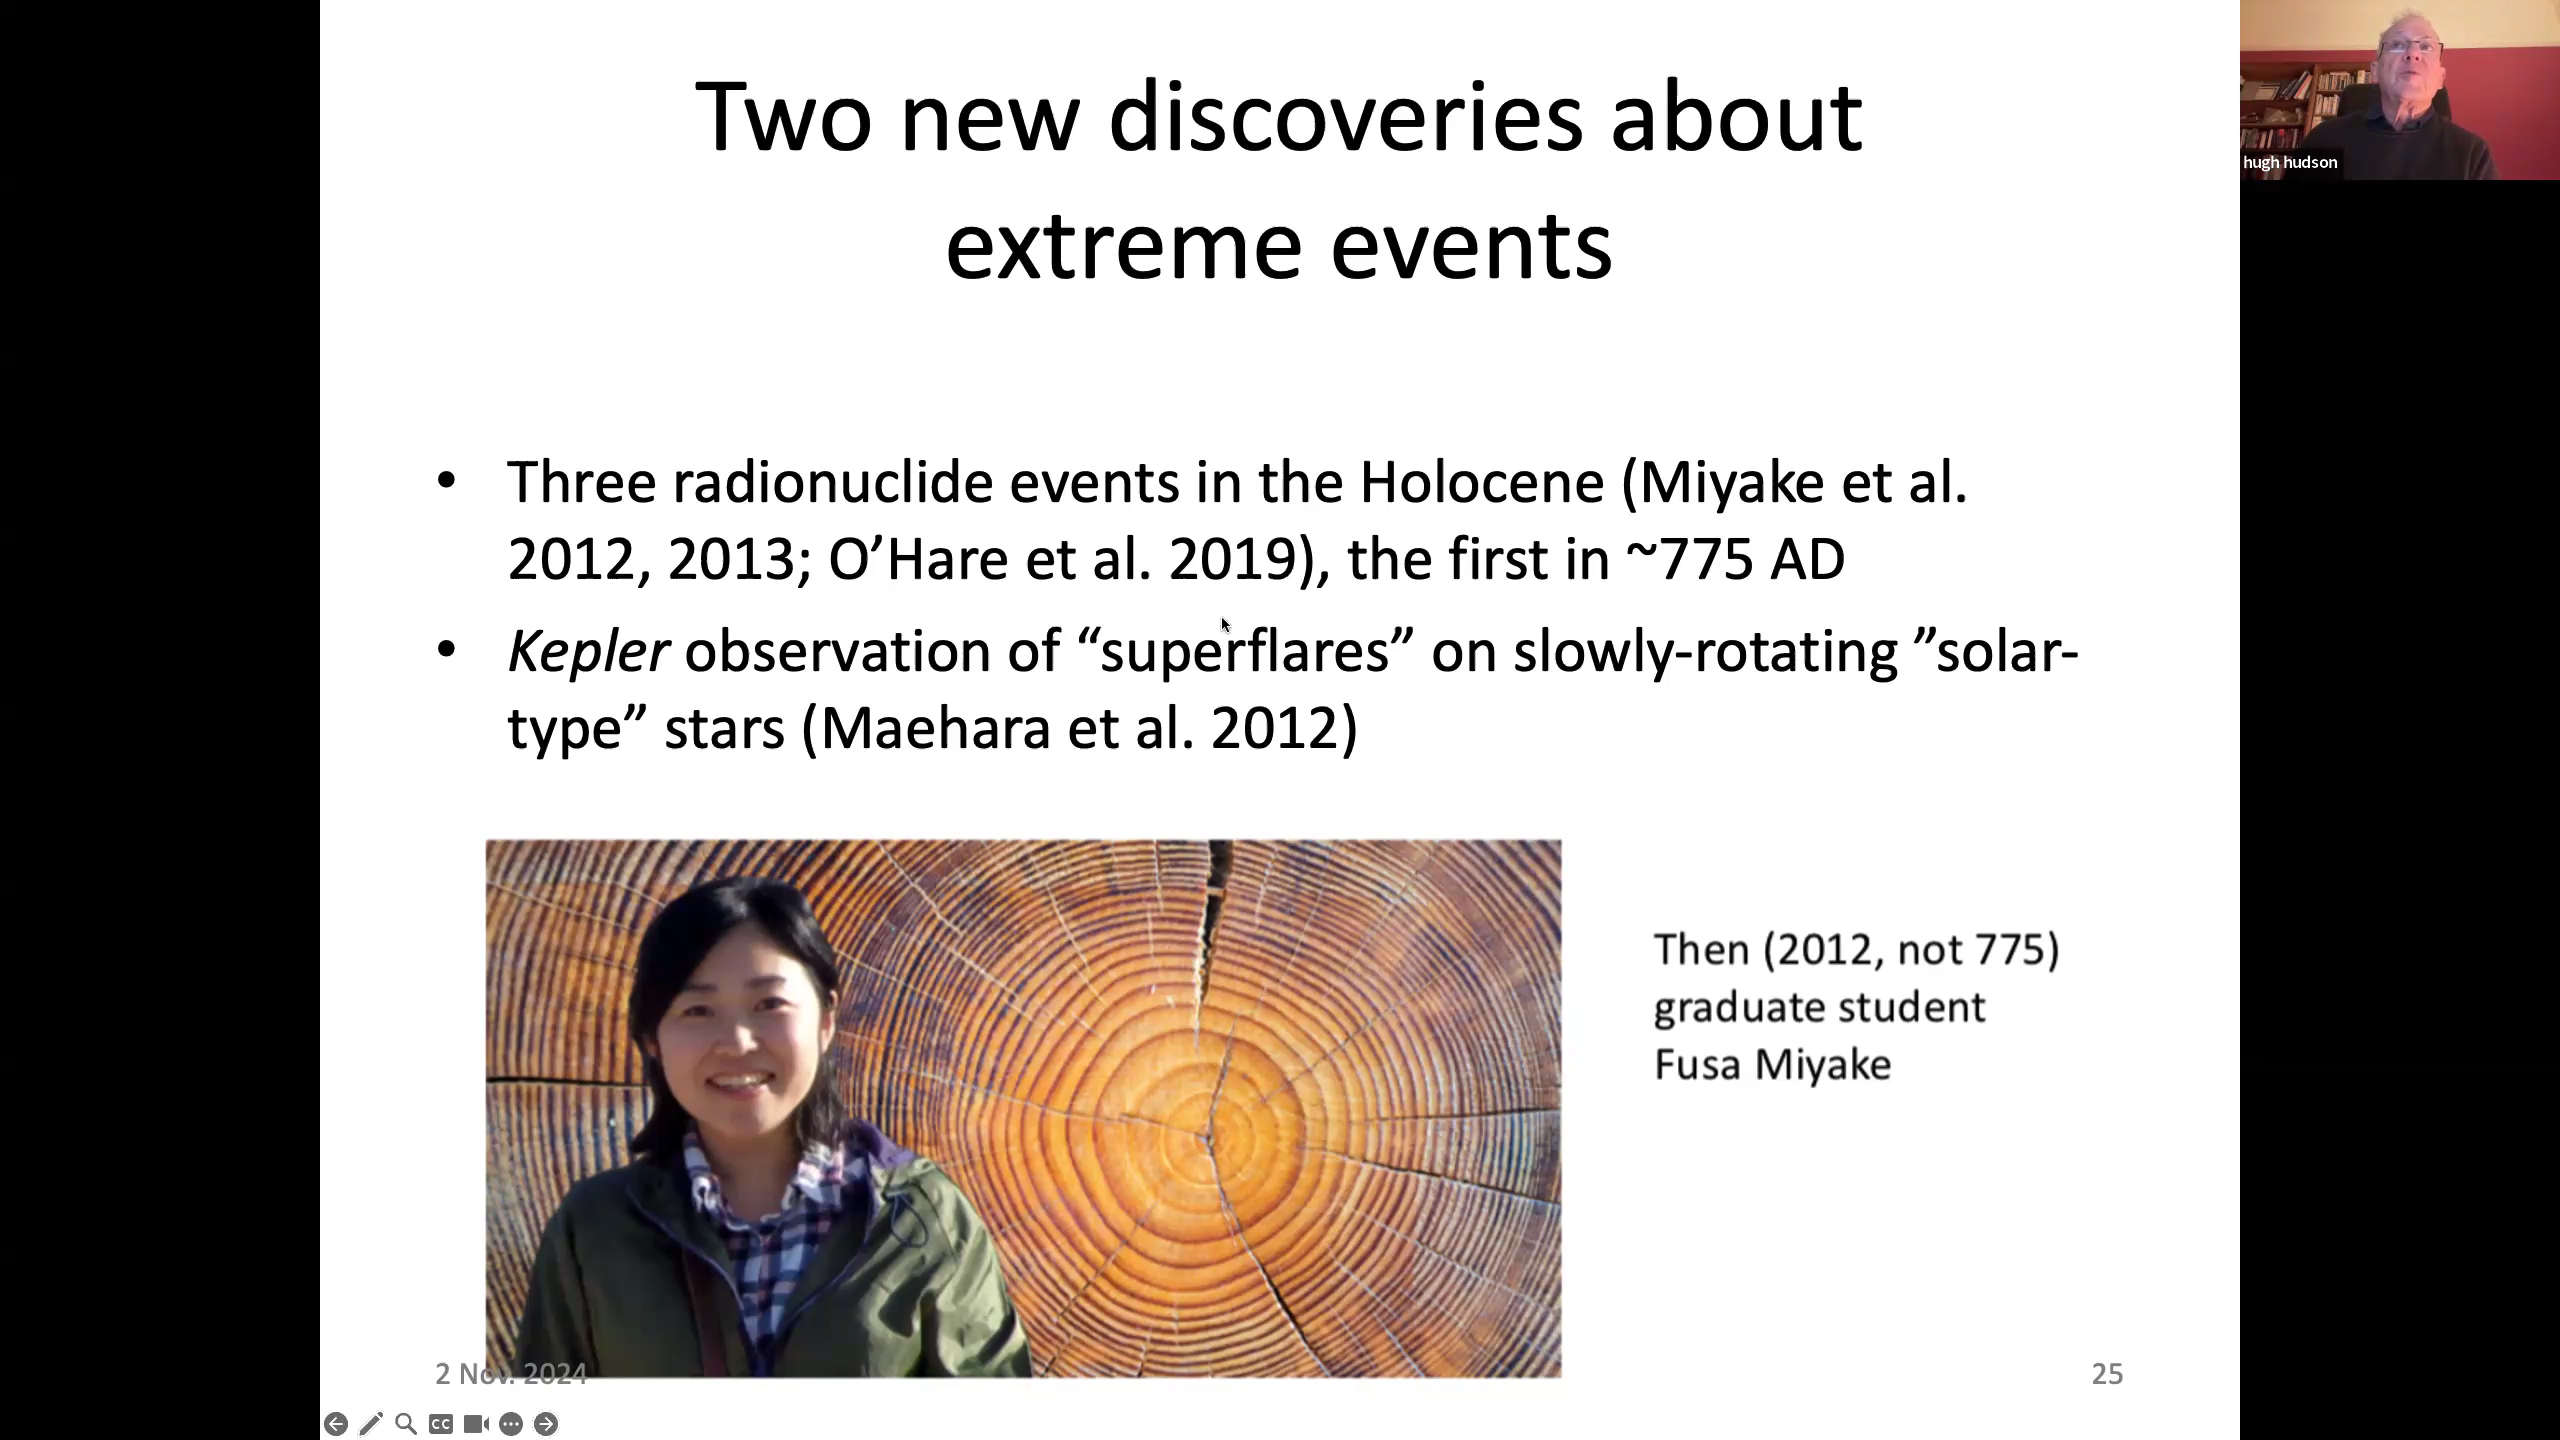 Two new discoveries about
extreme events
hugh hudson
• Three radionuclide events in the Holocene (Miyake et al.
2012, 2013; O’Hare et al. 2019), the first in ~775 AD
• Kepler observation of “superflares” on slowly-rotating ”solar-
type” stars (Maehara et al. 2012)
Then (2012, not 775)
graduate student
Fusa Miyake
2 Nov. 2024
25
CC